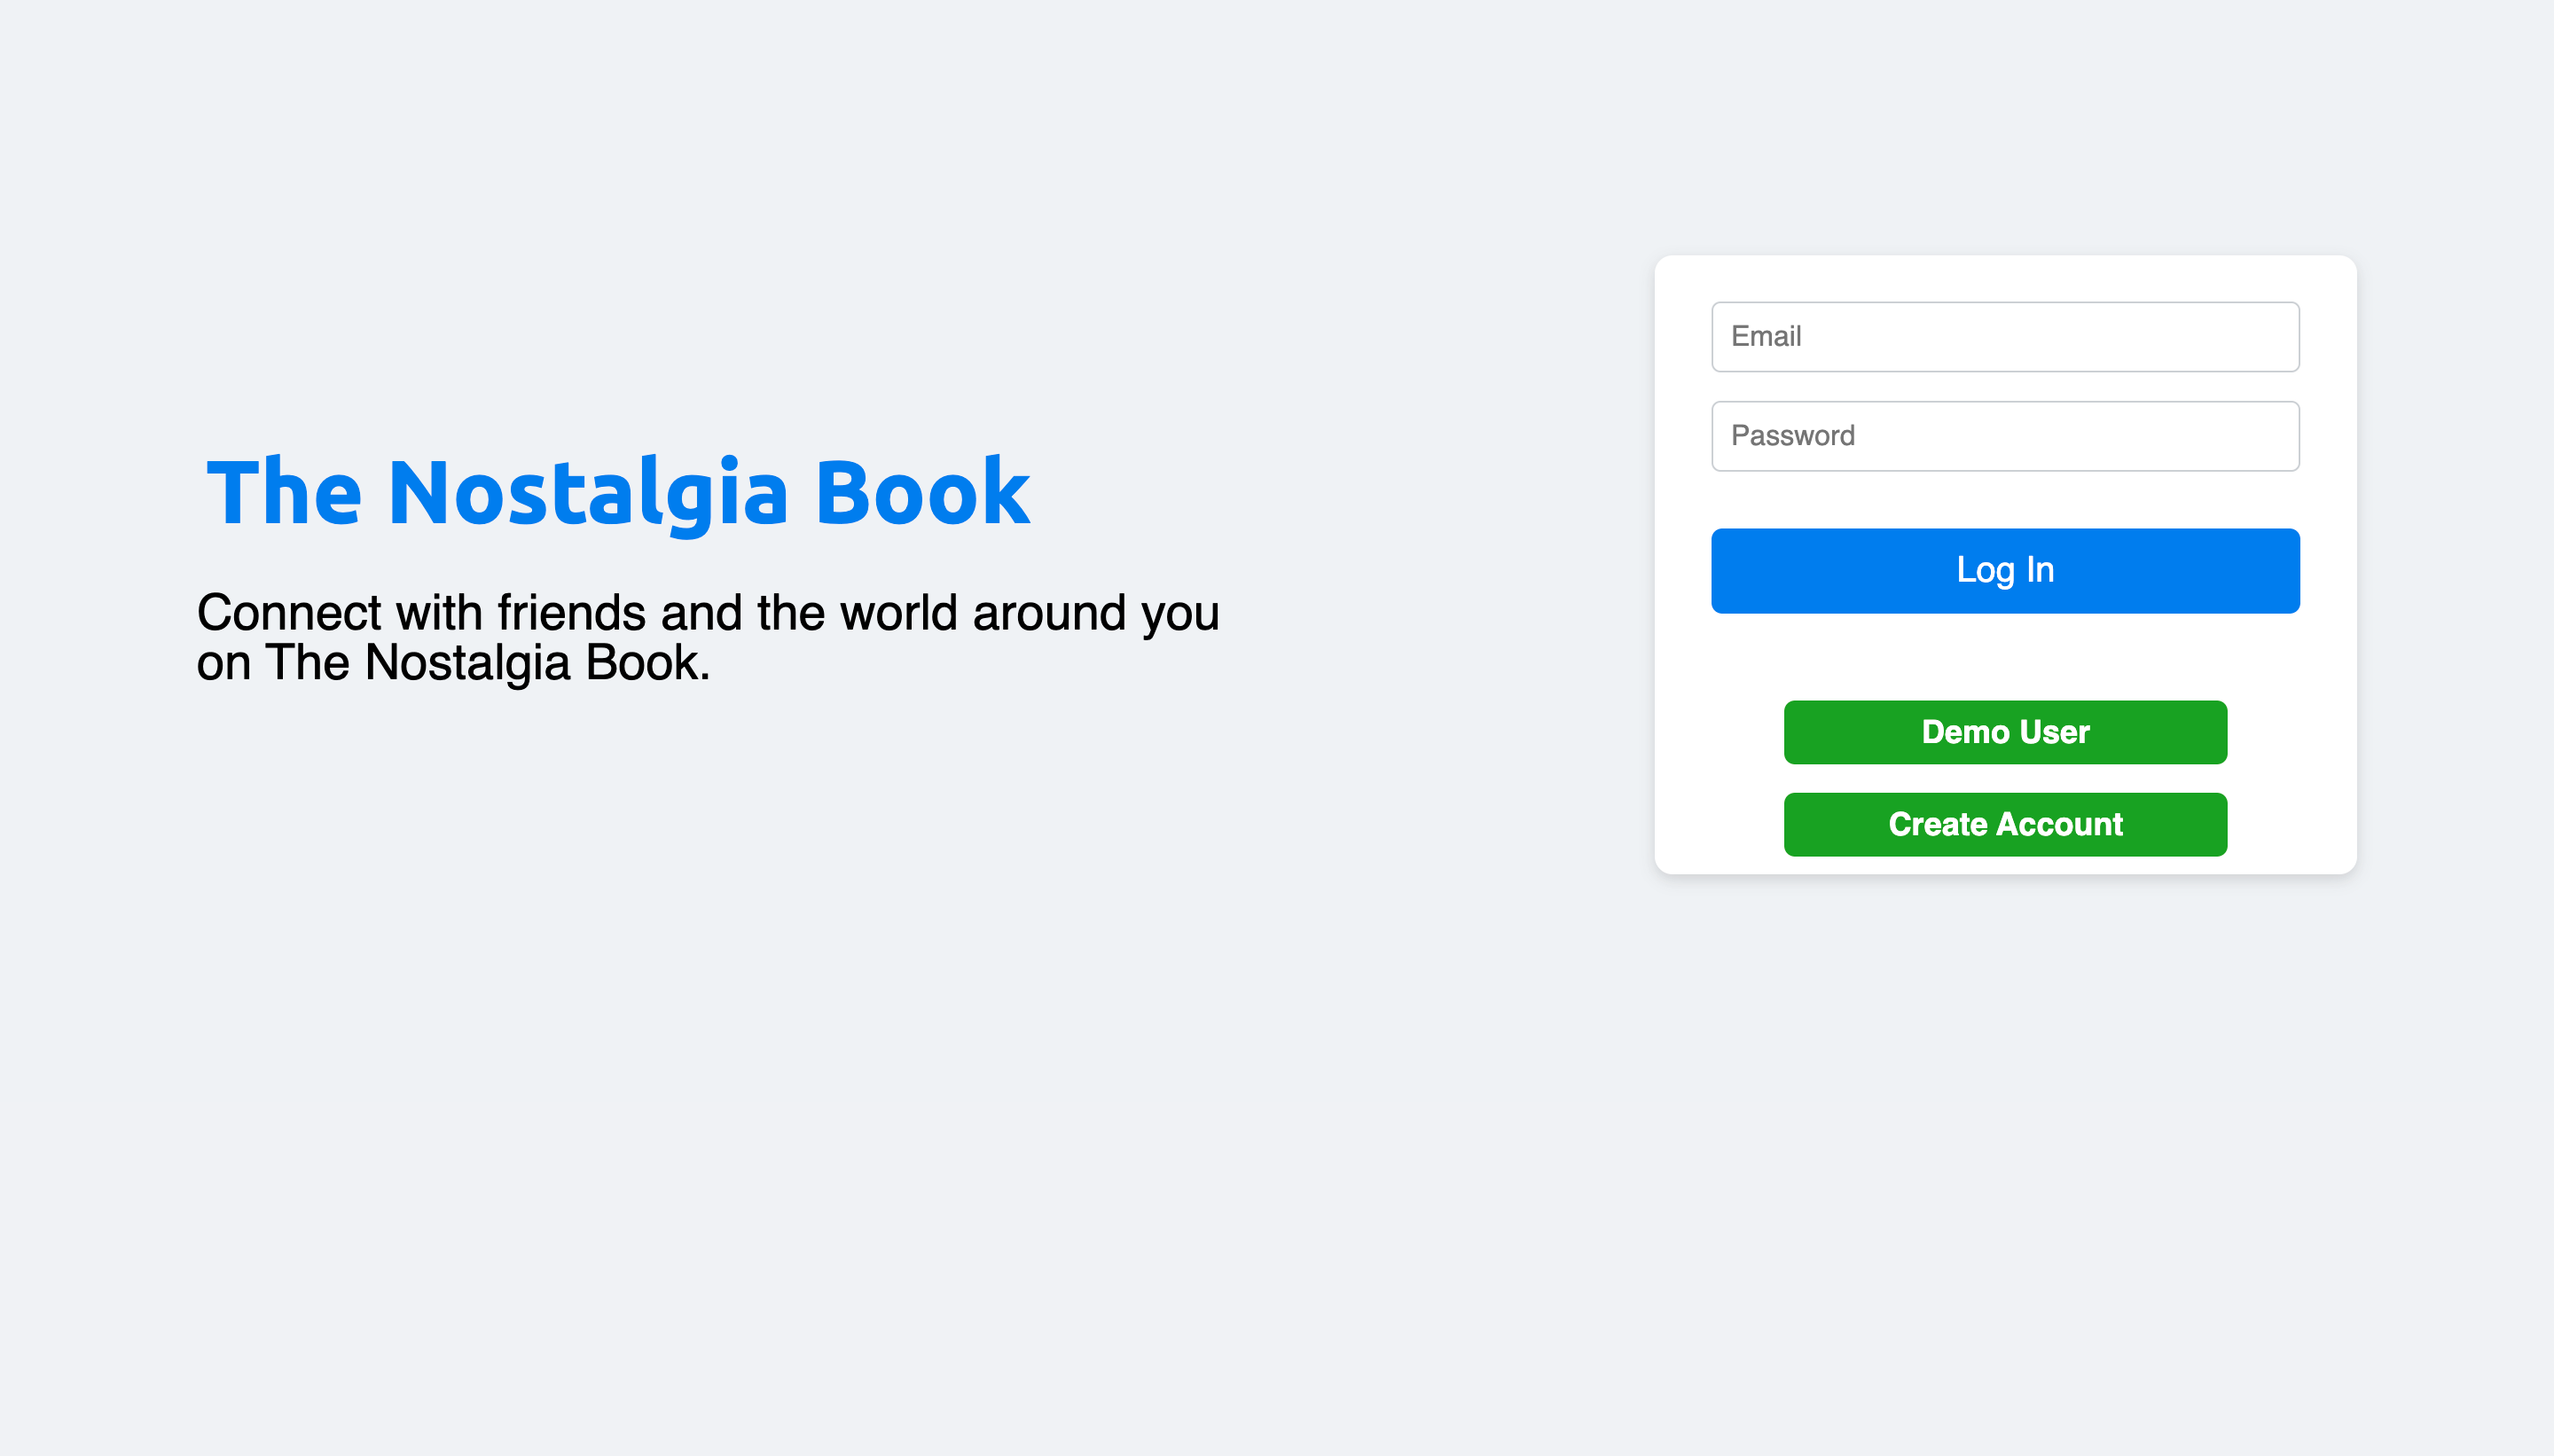 The Nostalgia Book
Connect with friends and the world around you
on The Nostalgia Book.
Email
Password
Log In
Demo User
Create Account